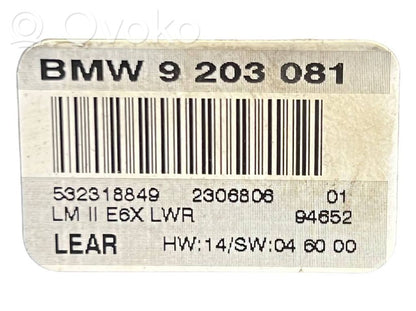 OVOKO
BMW 9 203 081
532318849 2306806 01
LM II E6X LWR 94652
LEAR HW:14/SW:04 60 00